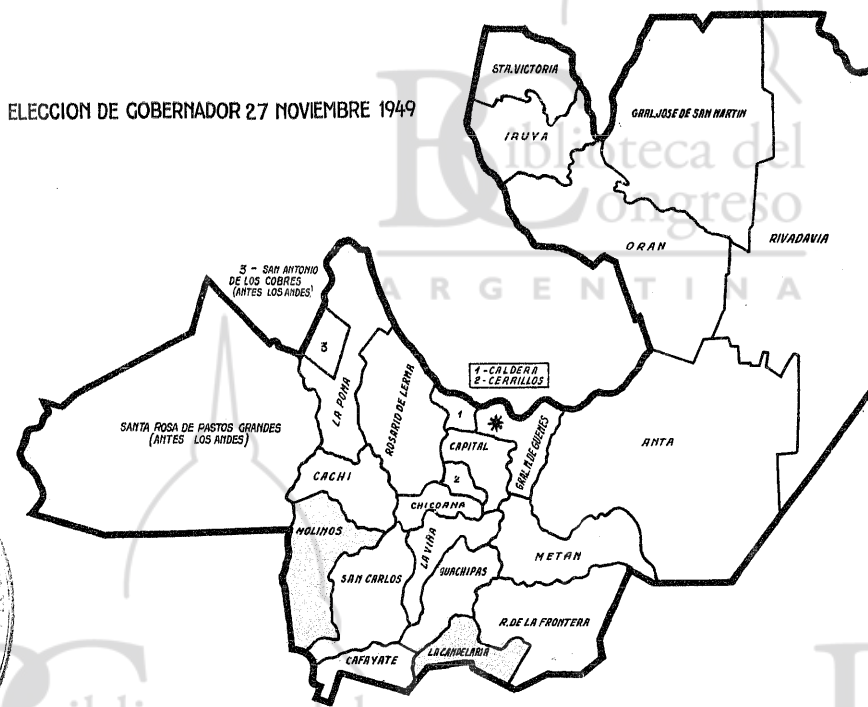 ELECCION DE GOBERNADOR 27 NOVIEMBRE 1949
STA. VICTORIA
IRUYA
GRAL. JOSE DE SAN MARTIN
ORAN
RIVADAVIA
Biblioteca del
Congreso
ARGENTINA
3 - SAN ANTONIO
DE LOS COBRES
(ANTES LOS ANDES)
3
LA POMA
ROSARIO DE LERMA
1 - CALDERA
2 - CERRILLOS
1
CAPITAL
GRAL. M. DE GUEMES
ANTA
SANTA ROSA DE PASTOS GRANDES
(ANTES LOS ANDES)
CACHI
2
CHICOANA
MOLINOS
LA VIÑA
METAN
SAN CARLOS
GUACHIPAS
R. DE LA FRONTERA
CAFAYATE
LA CANDELARIA